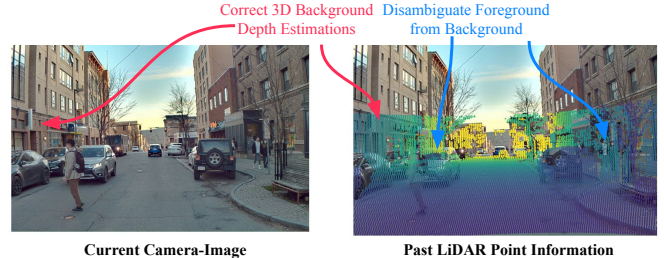 Correct 3D Background
Depth Estimations
Disambiguate Foreground
from Background
Current Camera-Image
Past LiDAR Point Information